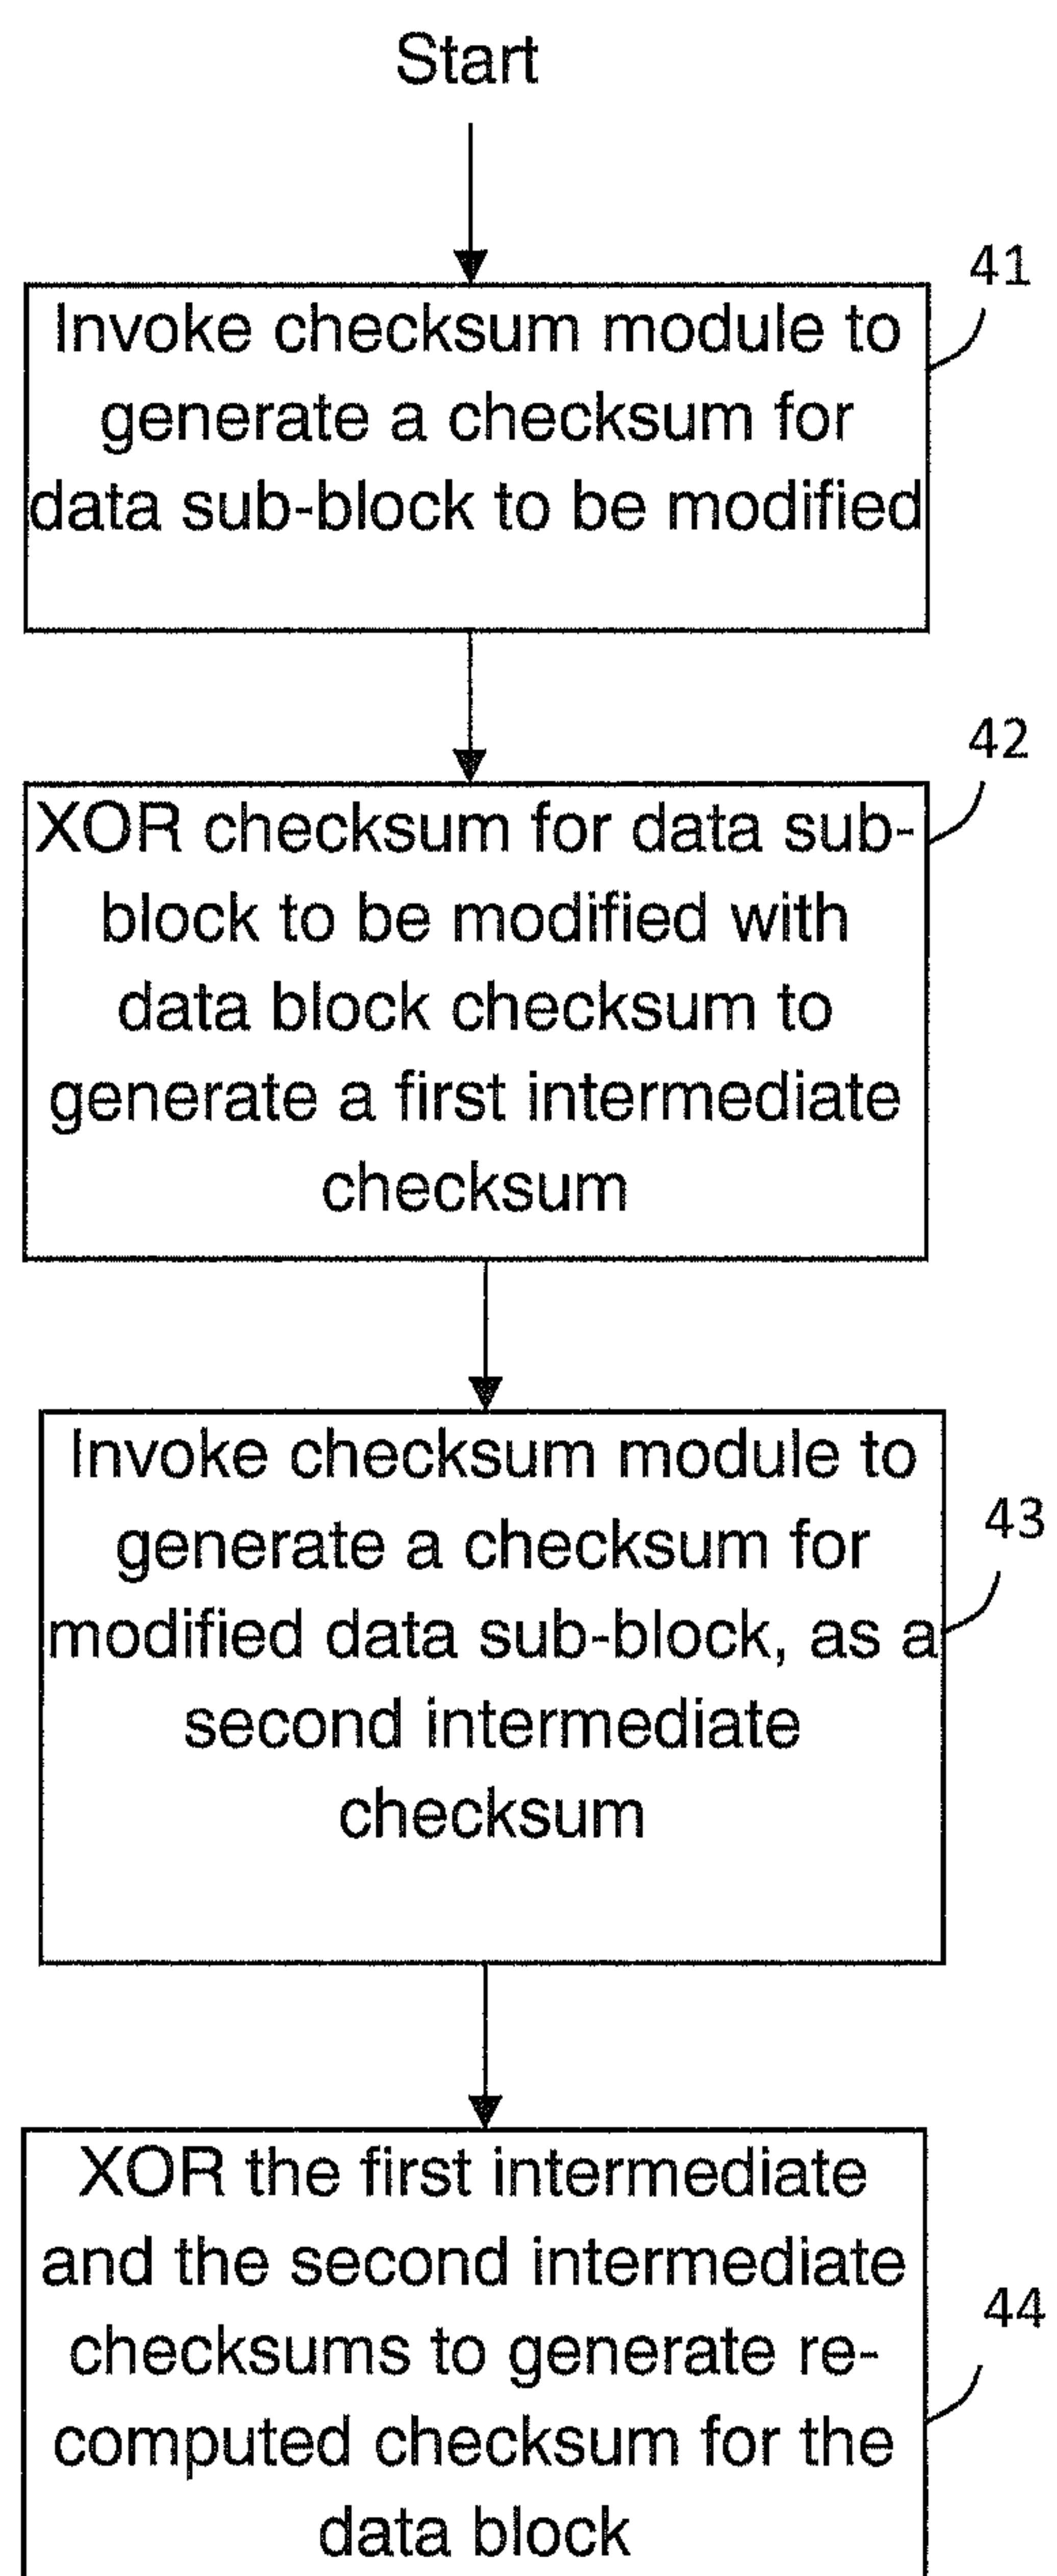 Start
41
Invoke checksum module to
generate a checksum for
data sub-block to be modified
42
XOR checksum for data sub-
block to be modified with
data block checksum to
generate a first intermediate
checksum
Invoke checksum module to
generate a checksum for
43
modified data sub-block, as a
second intermediate
checksum
XOR the first intermediate
and the second intermediate
44
checksums to generate re-
computed checksum for the
data block